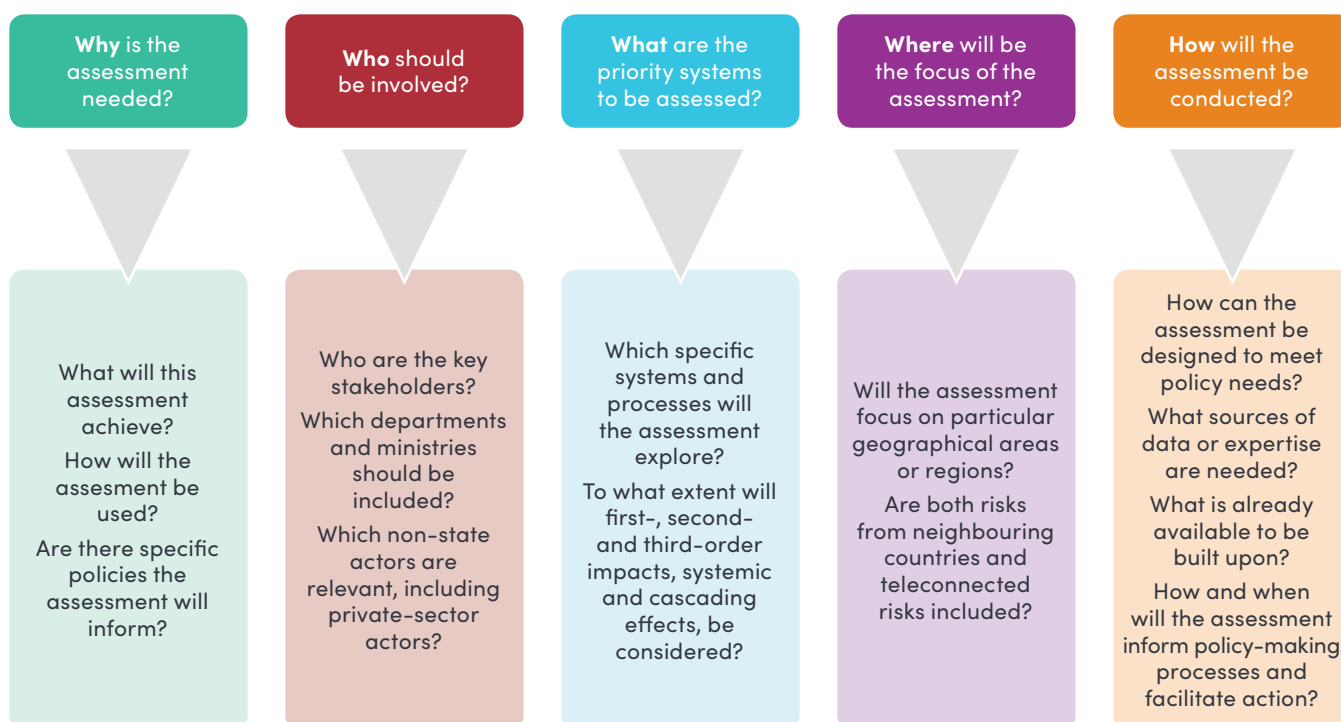 Why is the
assessment
needed?
Who should
be involved?
What are the
priority systems
to be assessed?
Where will be
the focus of the
assessment?
How will the
assessment be
conducted?
What will this
assessment
achieve?
How will the
assesment be
used?
Are there specific
policies the
assessment will
inform?
Who are the key
stakeholders?
Which departments
and ministries
should be
included?
Which non-state
actors are
relevant, including
private-sector
actors?
Which specific
systems and
processes will
the assessment
explore?
To what extent will
first-, second-
and third-order
impacts, systemic
and cascading
effects, be
considered?
Will the assessment
focus on particular
geographical areas
or regions?
Are both risks
from neighbouring
countries and
teleconnected
risks included?
How can the
assessment be
designed to meet
policy needs?
What sources of
data or expertise
are needed?
What is already
available to be
built upon?
How and when
will the assessment
inform policy-making
processes and
facilitate action?